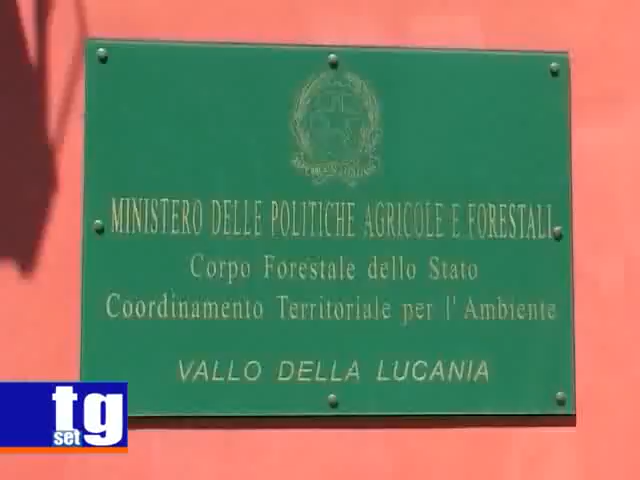 MINISTERO DELLE POLITICHE AGRICOLE E FORESTALI
Corpo Forestale dello Stato
Coordinamento Territoriale per l'Ambiente
VALLO DELLA LUCANIA
tg
set